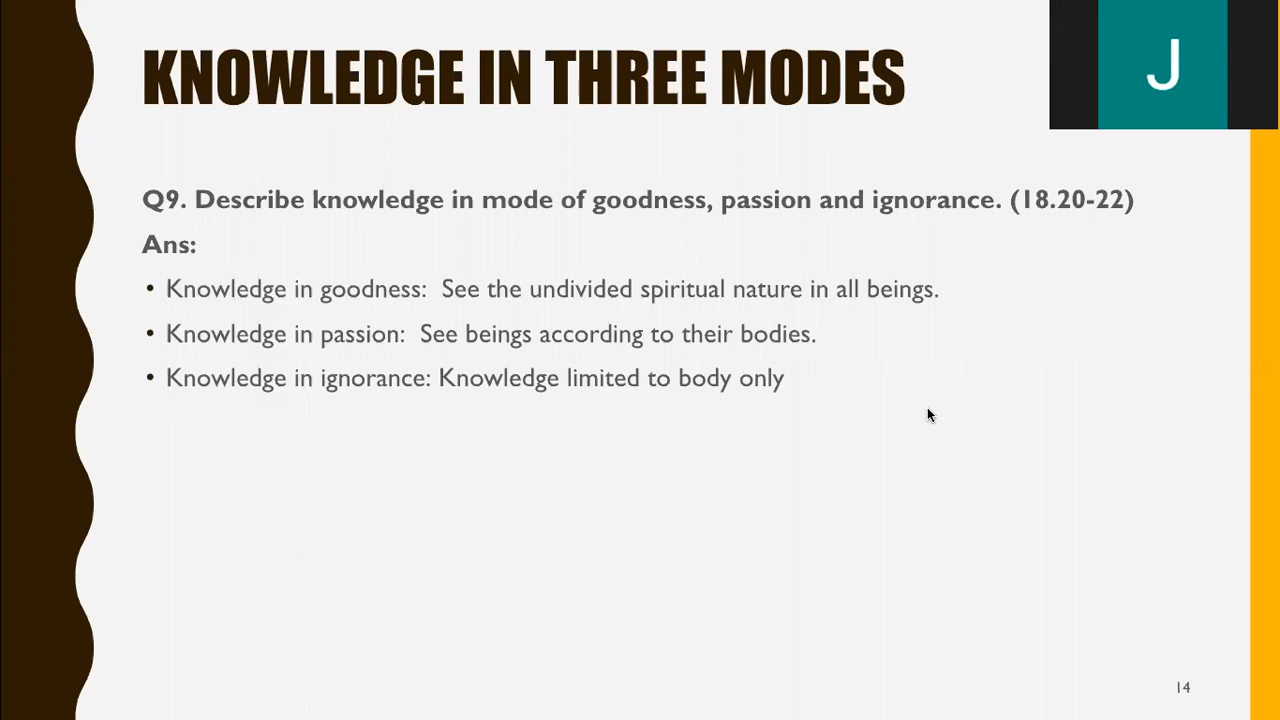 KNOWLEDGE IN THREE MODES
J
Q9. Describe knowledge in mode of goodness, passion and ignorance. (18.20-22)
Ans:
• Knowledge in goodness: See the undivided spiritual nature in all beings.
• Knowledge in passion: See beings according to their bodies.
• Knowledge in ignorance: Knowledge limited to body only
14